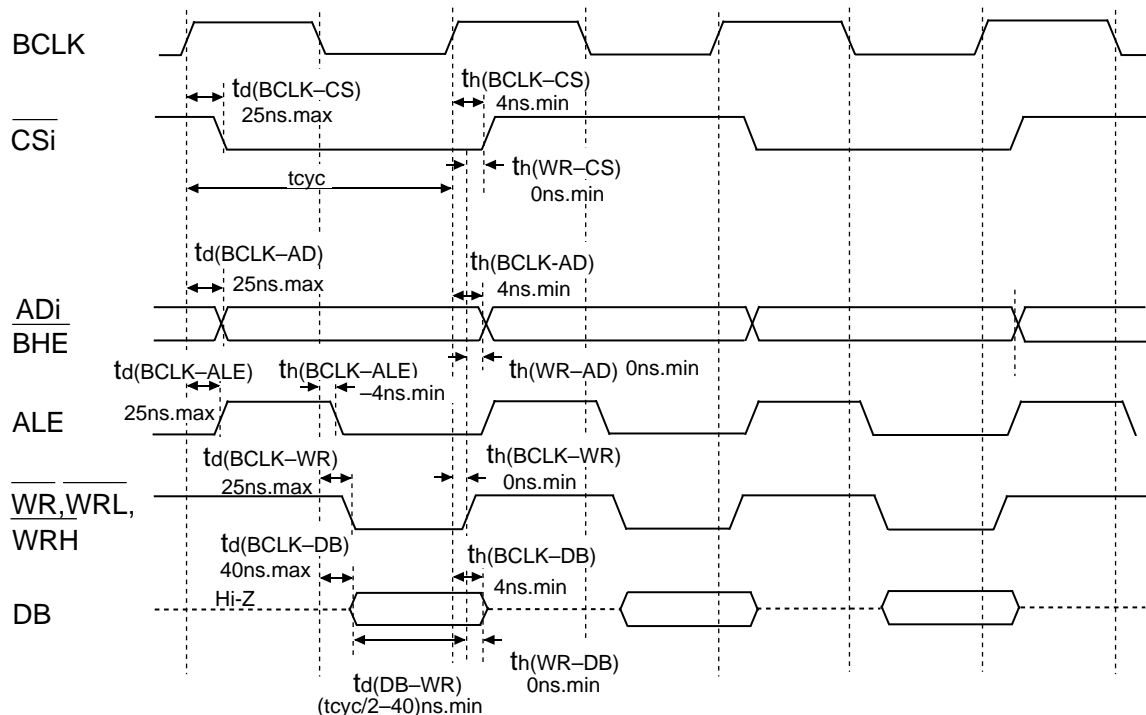 BCLK
td(BCLK–CS)
25ns.max
th(BCLK–CS)
4ns.min
CSi
tcyc
th(WR–CS)
0ns.min
td(BCLK–AD)
25ns.max
th(BCLK-AD)
4ns.min
ADi
BHE
td(BCLK–ALE)
25ns.max
th(BCLK–ALE)
–4ns.min
th(WR–AD) 0ns.min
ALE
td(BCLK–WR)
25ns.max
th(BCLK–WR)
0ns.min
WR,WRL,
WRH
td(BCLK–DB)
40ns.max
th(BCLK–DB)
4ns.min
Hi-Z
DB
td(DB–WR)
(tcyc/2–40)ns.min
th(WR–DB)
0ns.min